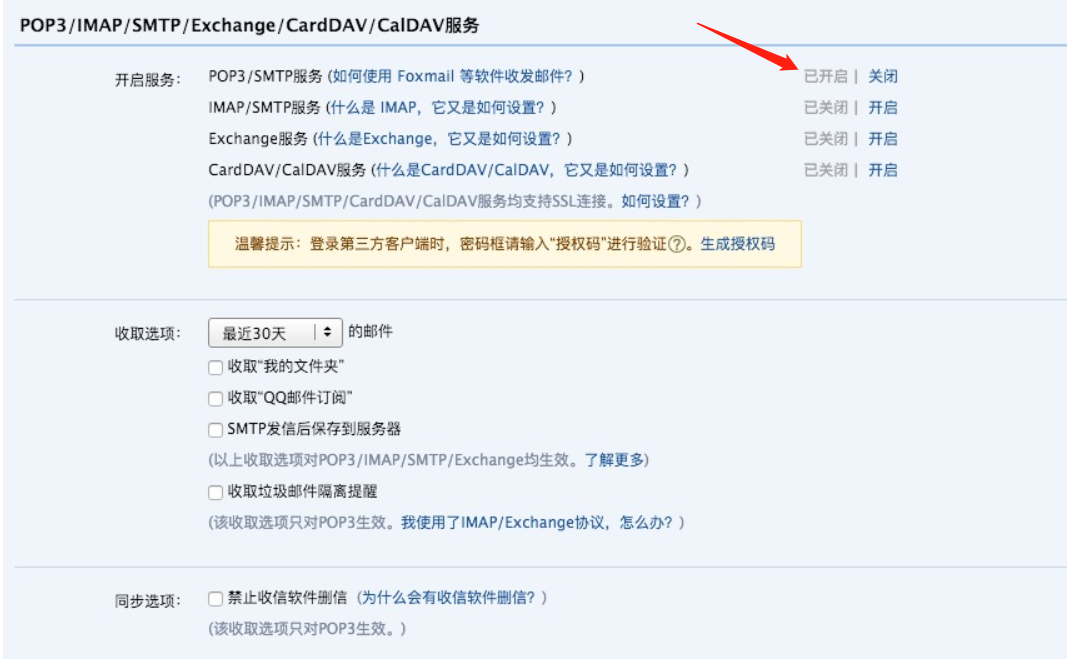 POP3/IMAP/SMTP/Exchange/CardDAV/CalDAV服务
开启服务： POP3/SMTP服务 (如何使用 Foxmail 等软件收发邮件？) 已开启 | 关闭
IMAP/SMTP服务 (什么是 IMAP，它又是如何设置？) 已关闭 | 开启
Exchange服务 (什么是Exchange，它又是如何设置？) 已关闭 | 开启
CardDAV/CalDAV服务 (什么是CardDAV/CalDAV，它又是如何设置？) 已关闭 | 开启
(POP3/IMAP/SMTP/CardDAV/CalDAV服务均支持SSL连接。如何设置？)
温馨提示：登录第三方客户端时，密码框请输入“授权码”进行验证?。生成授权码
收取选项： 最近30天 的邮件
收取“我的文件夹”
收取“QQ邮件订阅”
SMTP发信后保存到服务器
(以上收取选项对POP3/IMAP/SMTP/Exchange均生效。了解更多)
收取垃圾邮件隔离提醒
(该收取选项只对POP3生效。我使用了IMAP/Exchange协议，怎么办？)
同步选项： 禁止收信软件删信 (为什么会有收信软件删信？)
(该收取选项只对POP3生效。)